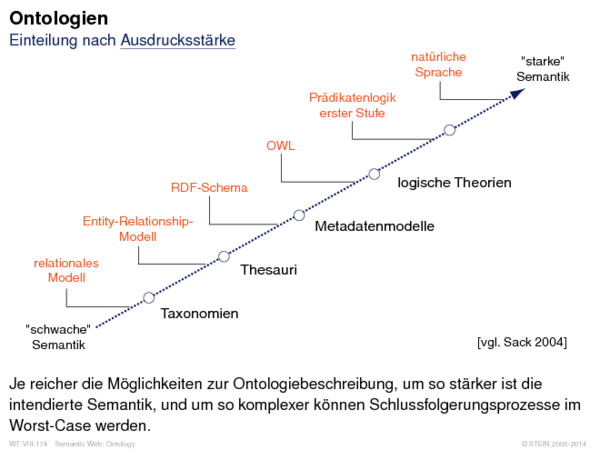 Ontologien
Einteilung nach Ausdrucksstärke
natürliche
Sprache
"starke"
Semantik
Prädikatenlogik
erster Stufe
OWL
logische Theorien
RDF-Schema
Metadatenmodelle
Entity-Relationship-
Modell
Thesauri
relationales
Modell
Taxonomien
"schwache"
Semantik
[vgl. Sack 2004]
Je reicher die Möglichkeiten zur Ontologiebeschreibung, um so stärker ist die
intendierte Semantik, und um so komplexer können Schlussfolgerungsprozesse im
Worst-Case werden.
WT:VIII-174 Semantic Web: Ontology © STEIN 2005-2014